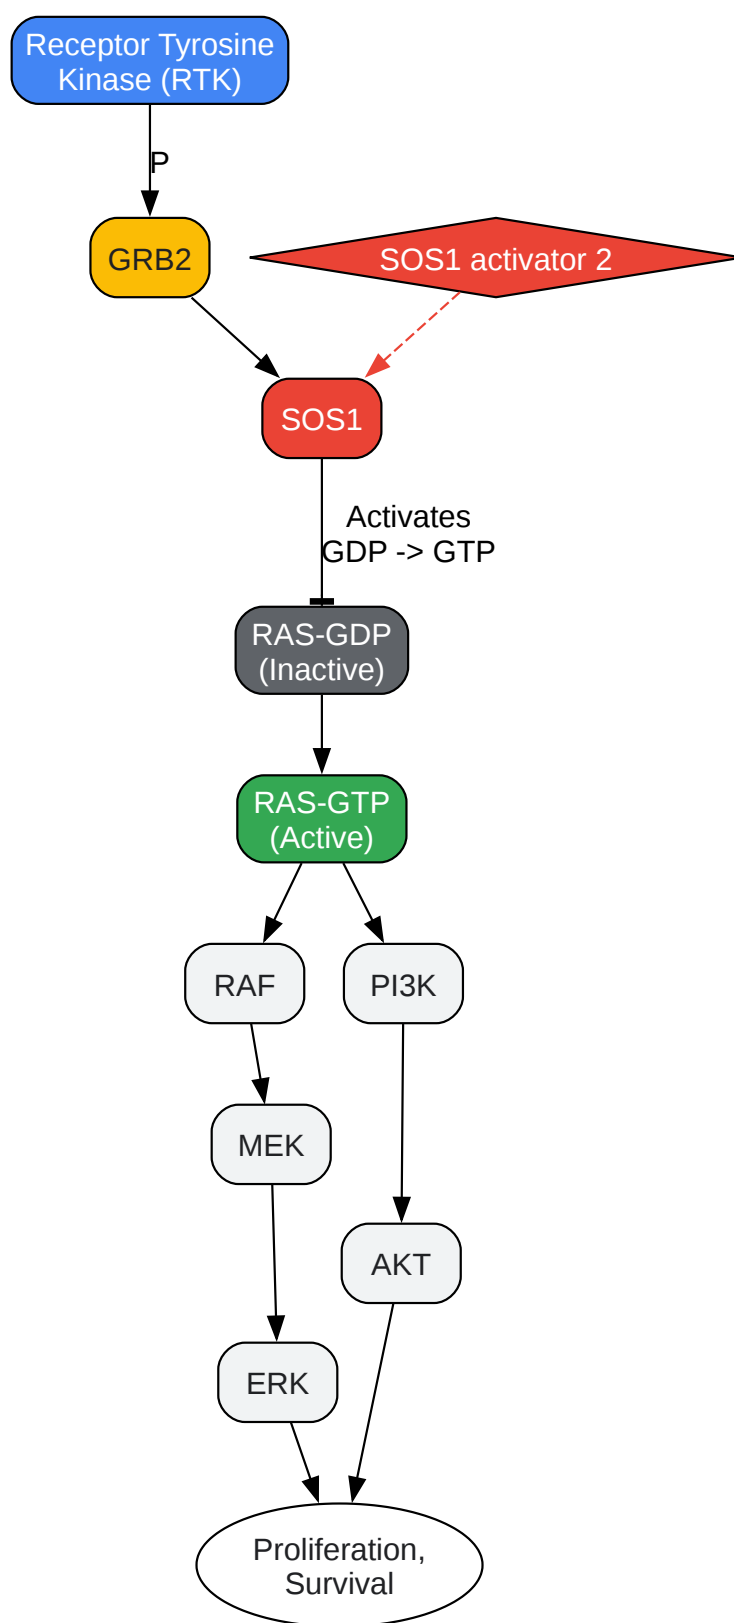 Receptor Tyrosine
Kinase (RTK)
P
GRB2
SOS1 activator 2
SOS1
Activates
GDP -> GTP
RAS-GDP
(Inactive)
RAS-GTP
(Active)
RAF
PI3K
MEK
AKT
ERK
Proliferation,
Survival